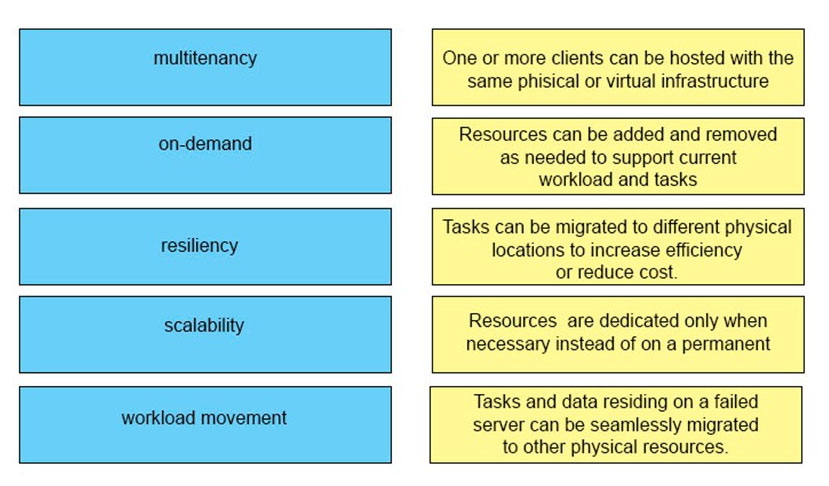 multitenancy
One or more clients can be hosted with the
same phisical or virtual infrastructure
on-demand
Resources can be added and removed
as needed to support current
workload and tasks
resiliency
Tasks can be migrated to different physical
locations to increase efficiency
or reduce cost.
scalability
Resources are dedicated only when
necessary instead of on a permanent
workload movement
Tasks and data residing on a failed
server can be seamlessly migrated
to other physical resources.